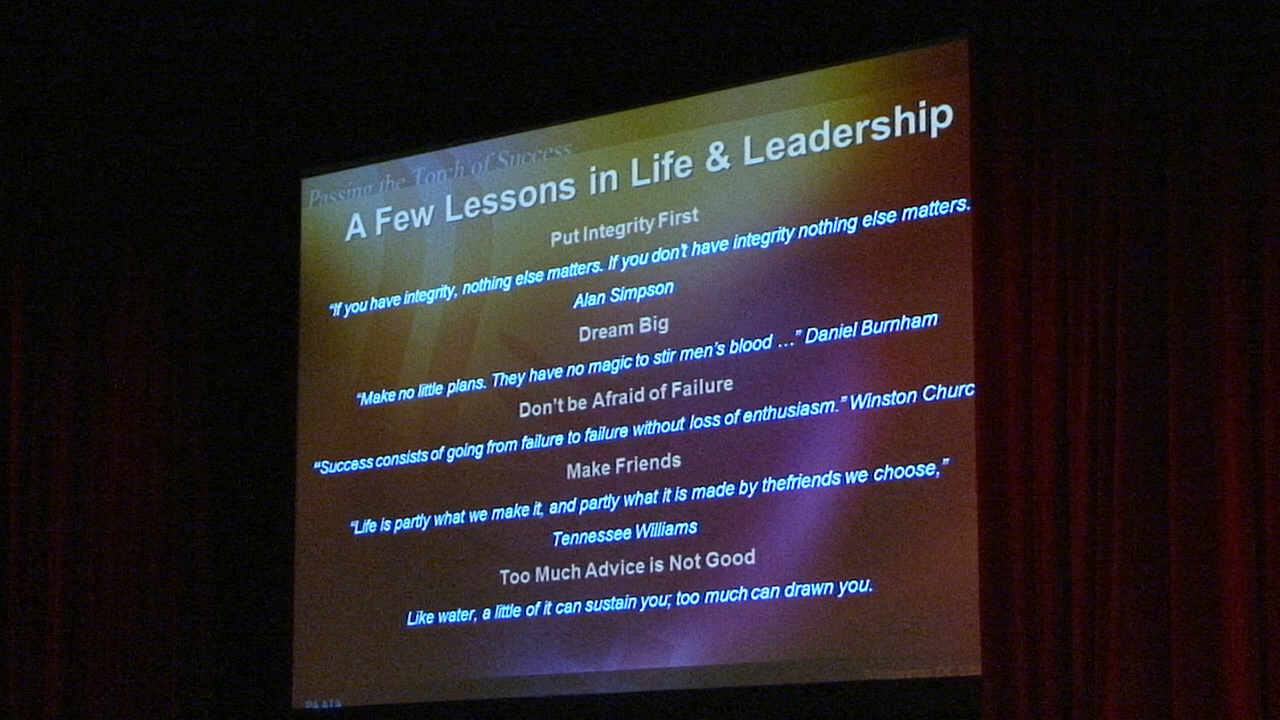 Passing the Torch of Success
A Few Lessons in Life & Leadership
Put Integrity First
"If you have integrity, nothing else matters. If you don't have integrity nothing else matters.
Alan Simpson
Dream Big
"Make no little plans. They have no magic to stir men's blood …" Daniel Burnham
Don't be Afraid of Failure
"Success consists of going from failure to failure without loss of enthusiasm." Winston Churc
Make Friends
"Life is partly what we make it, and partly what it is made by thefriends we choose,"
Tennessee Williams
Too Much Advice is Not Good
Like water, a little of it can sustain you; too much can drawn you.